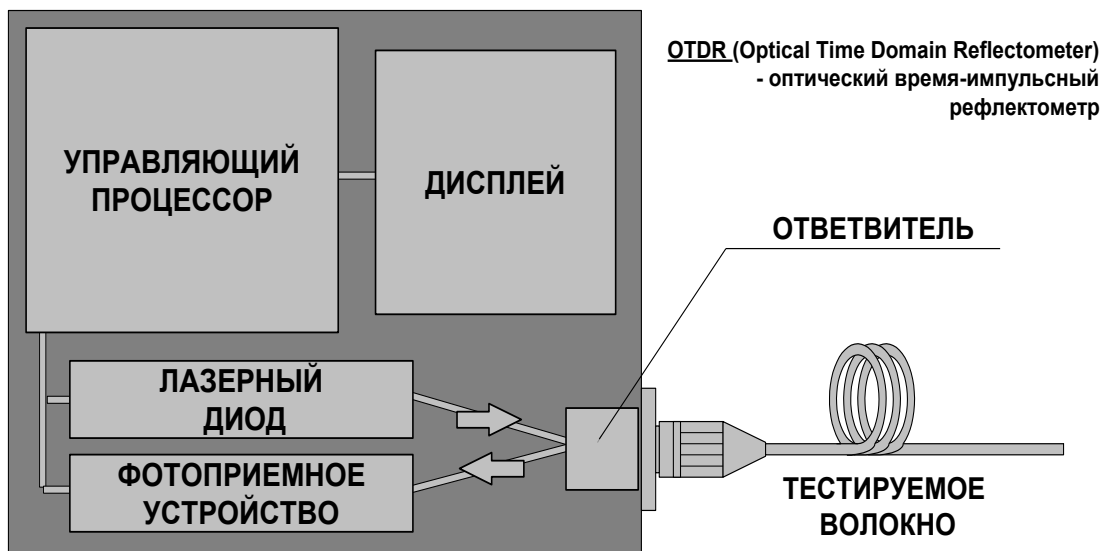 OTDR (Optical Time Domain Reflectometer)
- оптический время-импульсный
рефлектометр
УПРАВЛЯЮЩИЙ
ПРОЦЕССОР
ДИСПЛЕЙ
ОТВЕТВИТЕЛЬ
ЛАЗЕРНЫЙ
ДИОД
ФОТОПРИЕМНОЕ
УСТРОЙСТВО
ТЕСТИРУЕМОЕ
ВОЛОКНО